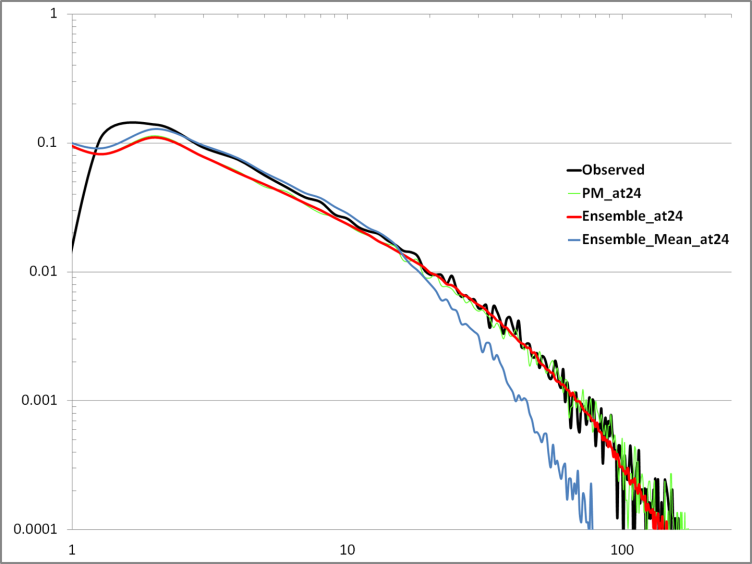 1
0.1
0.01
0.001
0.0001
1 10 100
Observed
PM_at24
Ensemble_at24
Ensemble_Mean_at24